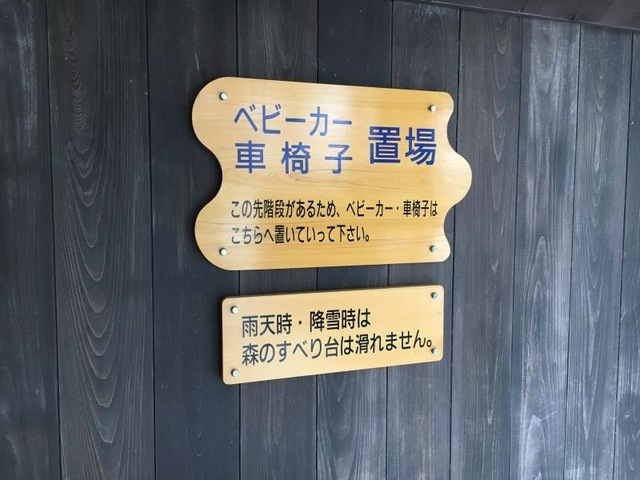 ベビーカー
車椅子 置場
この先階段があるため、ベビーカー・車椅子は
こちらへ置いていって下さい。
雨天時・降雪時は
森のすべり台は滑れません。